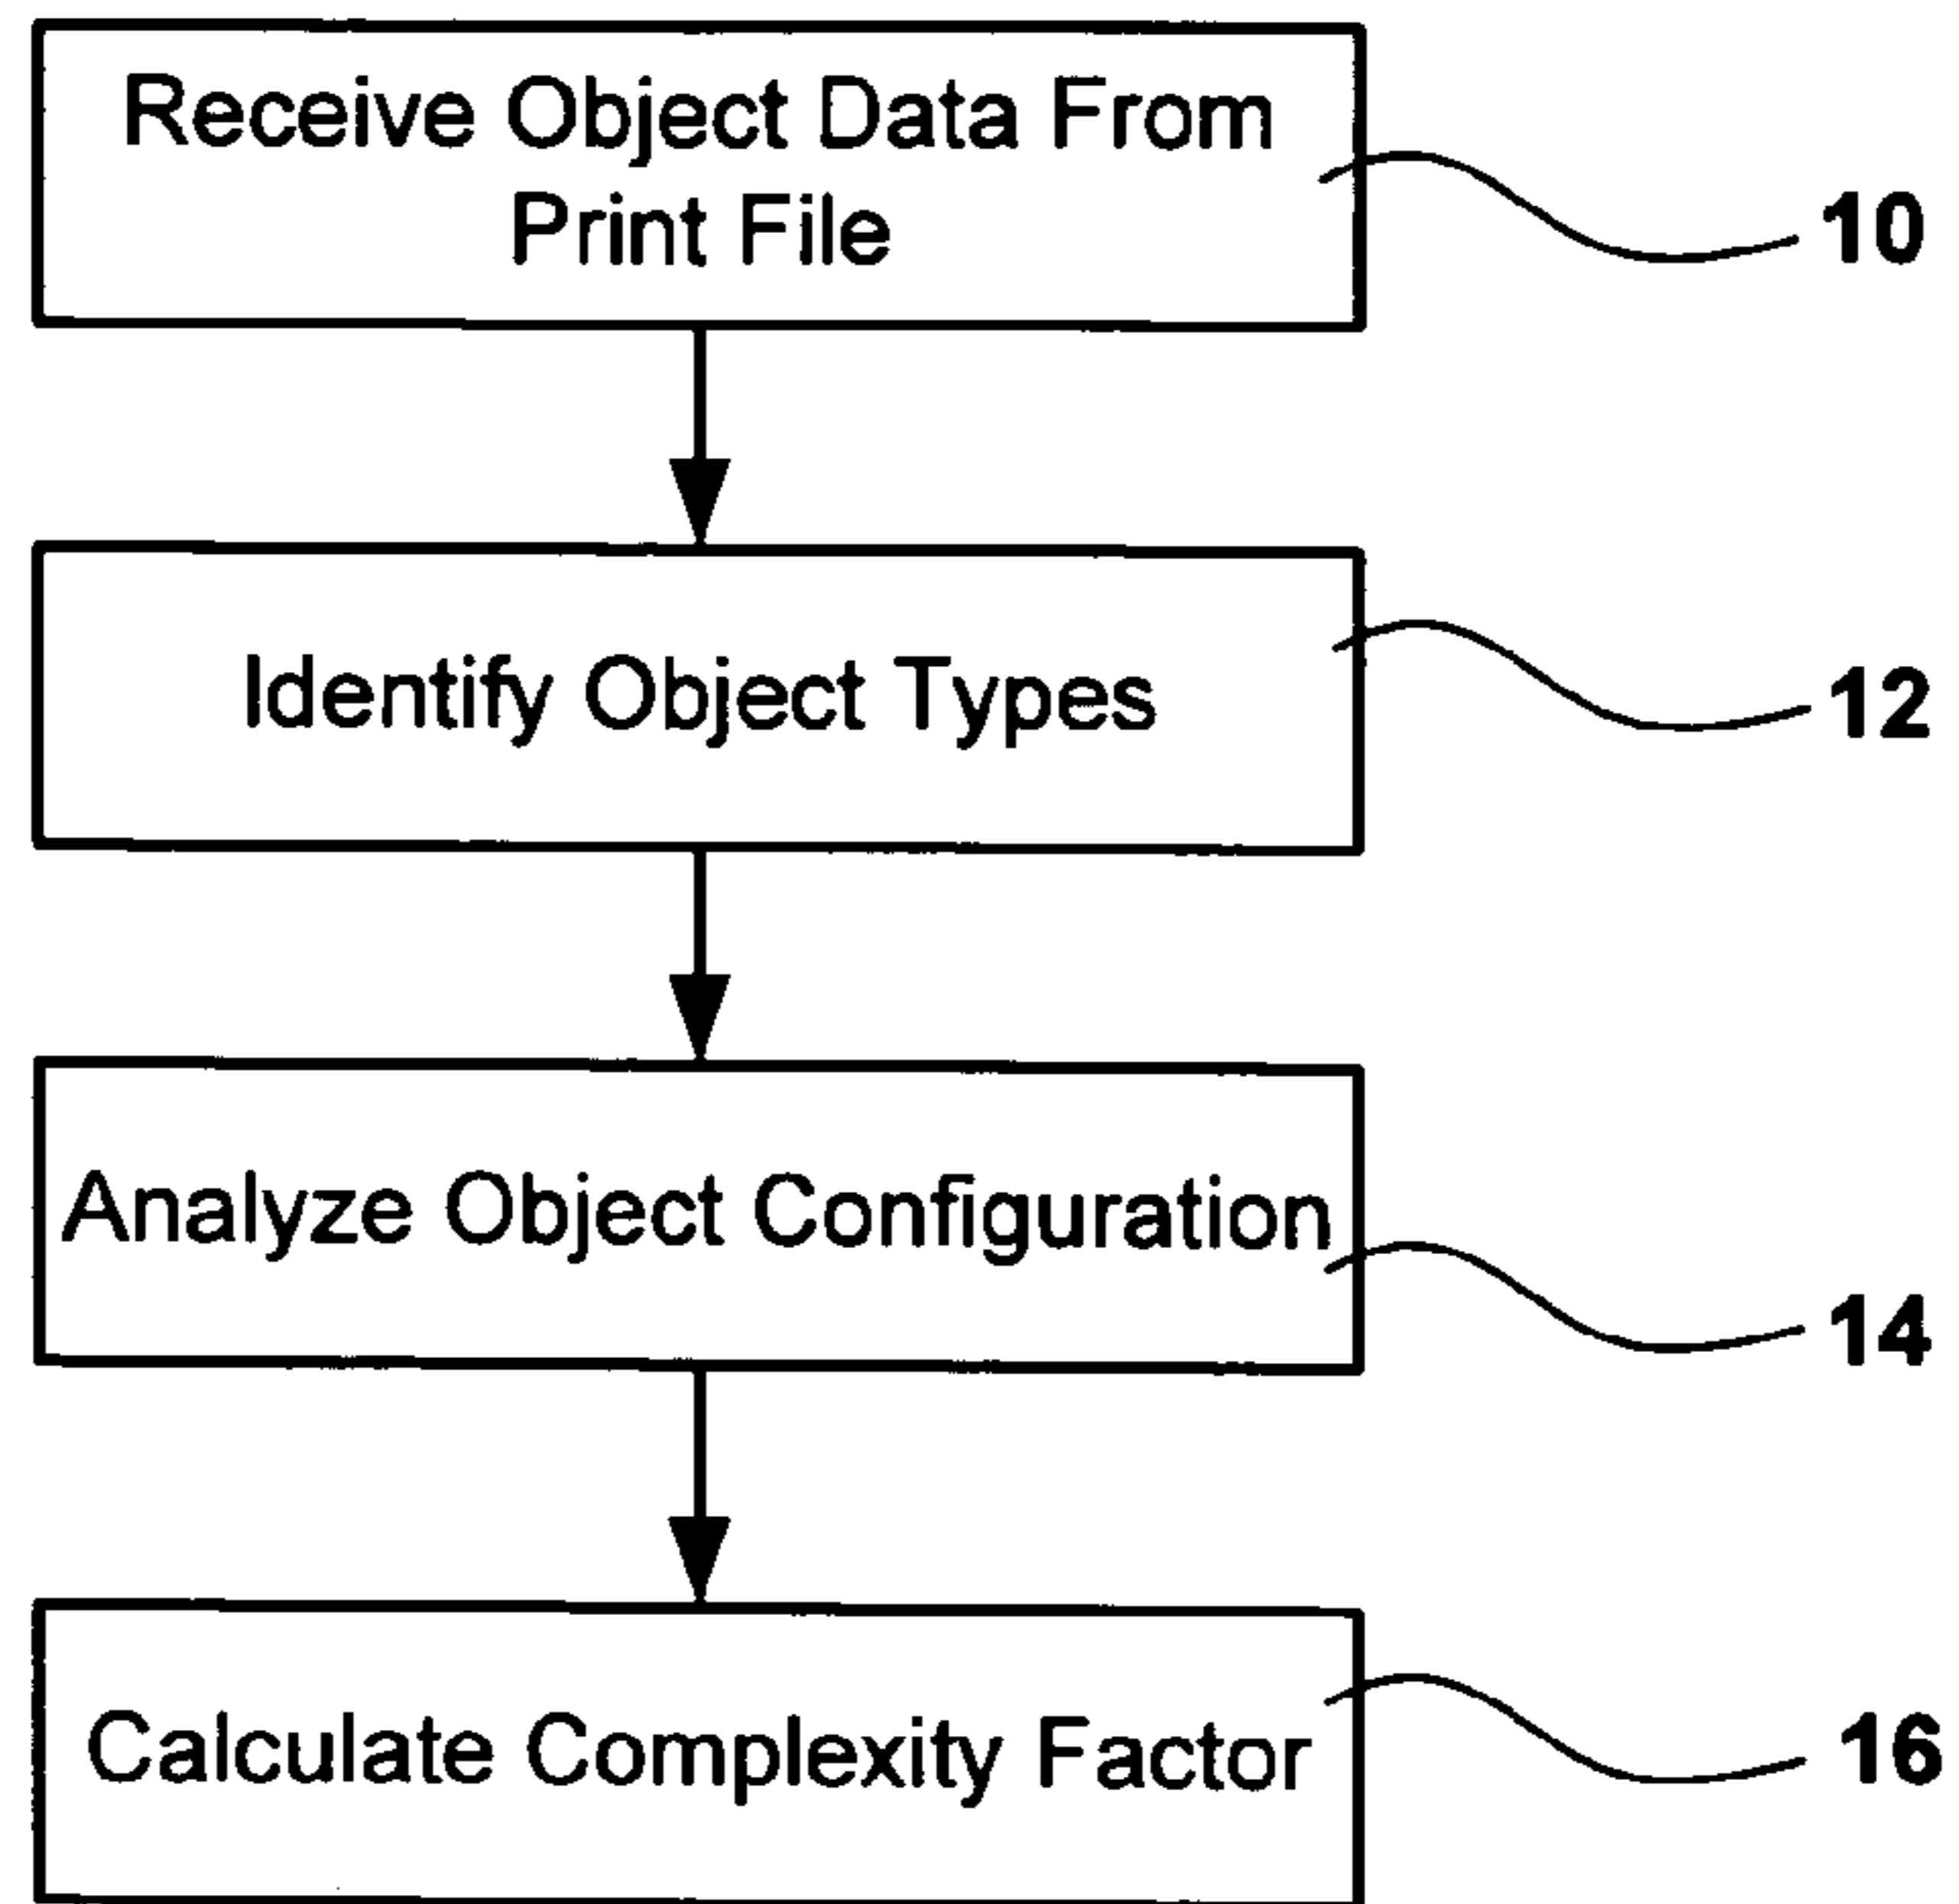 Receive Object Data From
Print File
10
Identify Object Types
12
Analyze Object Configuration
14
Calculate Complexity Factor
16